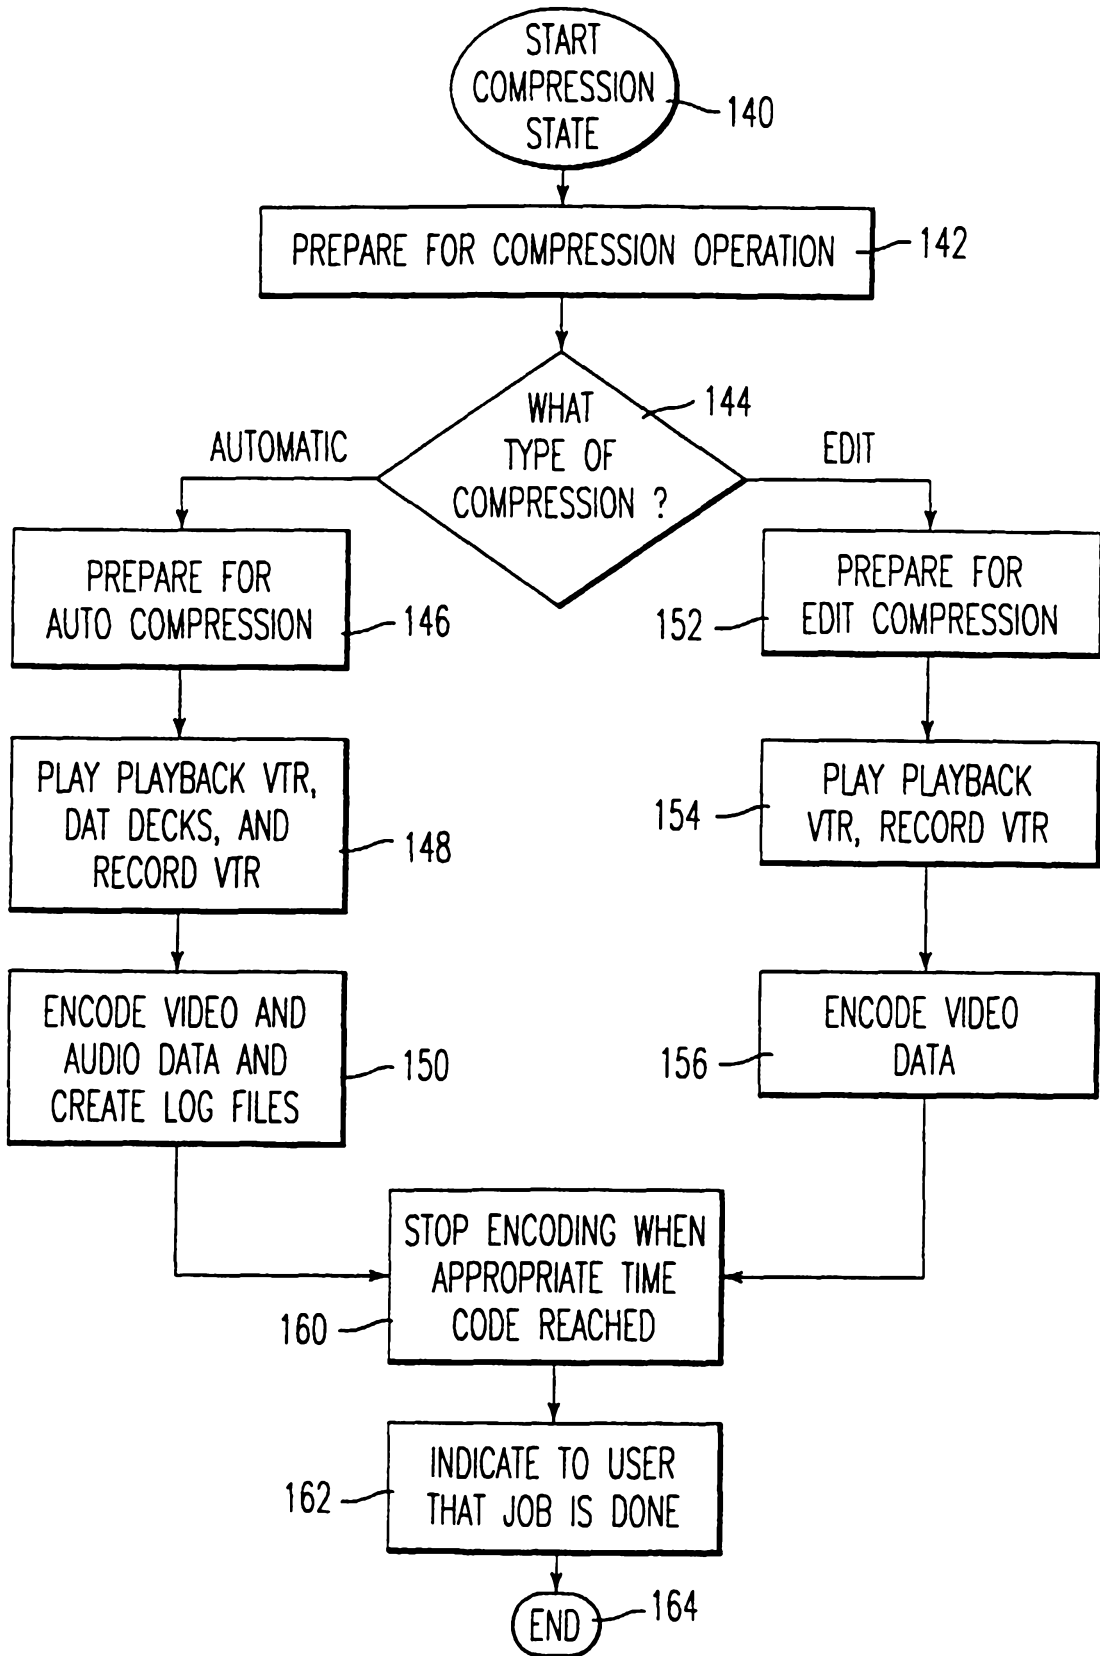 START
COMPRESSION
STATE
140
PREPARE FOR COMPRESSION OPERATION
142
WHAT
TYPE OF
COMPRESSION ?
144
AUTOMATIC
EDIT
PREPARE FOR
AUTO COMPRESSION
146
PREPARE FOR
EDIT COMPRESSION
152
PLAY PLAYBACK VTR,
DAT DECKS, AND
RECORD VTR
148
PLAY PLAYBACK
VTR, RECORD VTR
154
ENCODE VIDEO AND
AUDIO DATA AND
CREATE LOG FILES
150
ENCODE VIDEO
DATA
156
STOP ENCODING WHEN
APPROPRIATE TIME
CODE REACHED
160
INDICATE TO USER
THAT JOB IS DONE
162
END
164